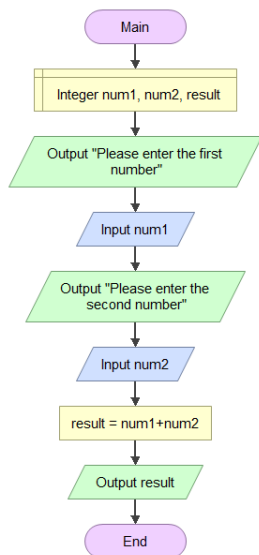 Main
Integer num1, num2, result
Output "Please enter the first
number"
Input num1
Output "Please enter the
second number"
Input num2
result = num1+num2
Output result
End